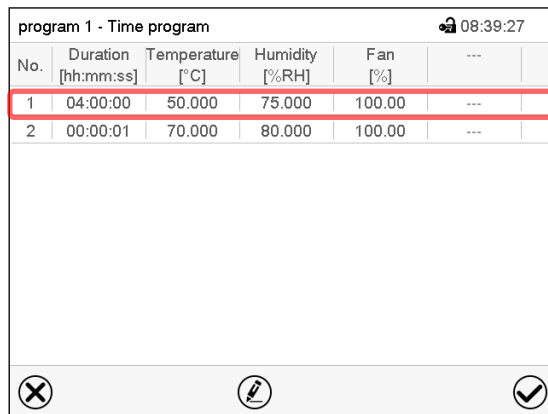 program 1 - Time program 08:39:27
No. Duration [hh:mm:ss] Temperature [°C] Humidity [%RH] Fan [%] ---
1 04:00:00 50.000 75.000 100.00 ---
2 00:00:01 70.000 80.000 100.00 ---